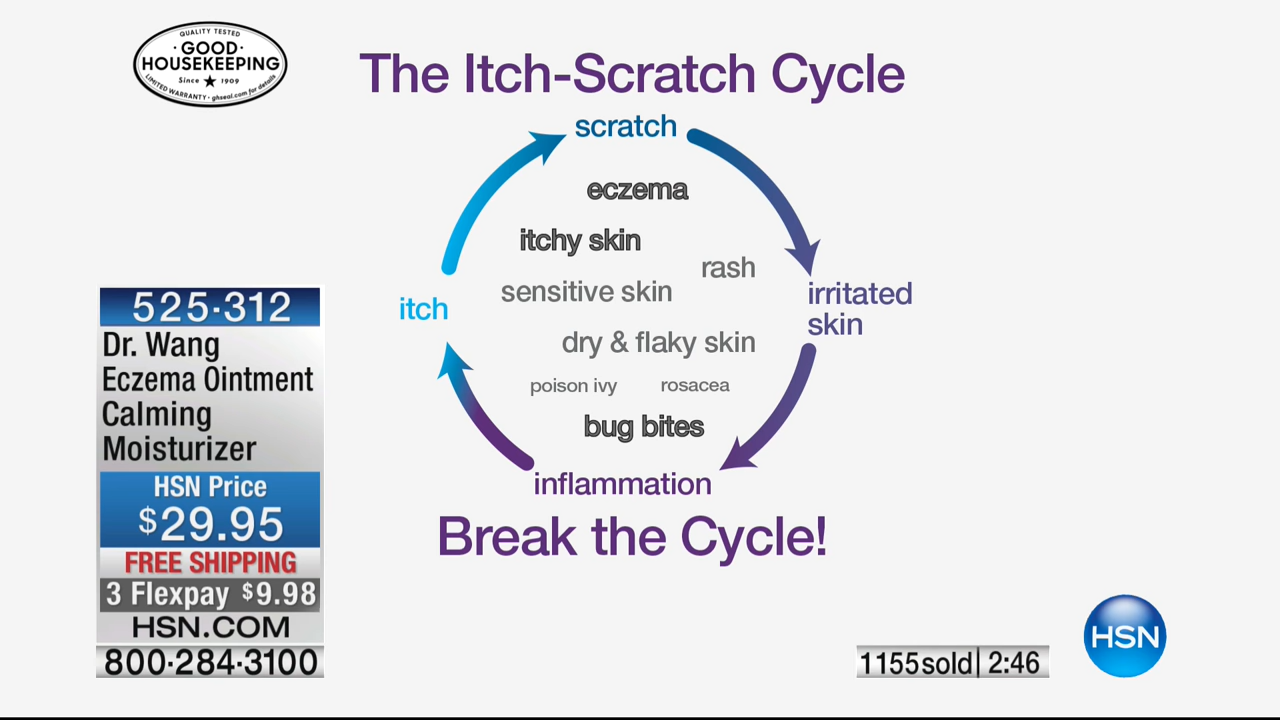 QUALITY TESTED
· GOOD ·
HOUSEKEEPING
Since ★ 1909
LIMITED WARRANTY · ghseal.com for details
The Itch-Scratch Cycle
scratch
eczema
itchy skin
rash
sensitive skin
itch
irritated
skin
dry & flaky skin
poison ivy
rosacea
bug bites
inflammation
Break the Cycle!
525·312
Dr. Wang
Eczema Ointment
Calming
Moisturizer
HSN Price
$29.95
FREE SHIPPING
3 Flexpay $9.98
HSN.COM
800·284·3100
1155sold| 2:46
HSN